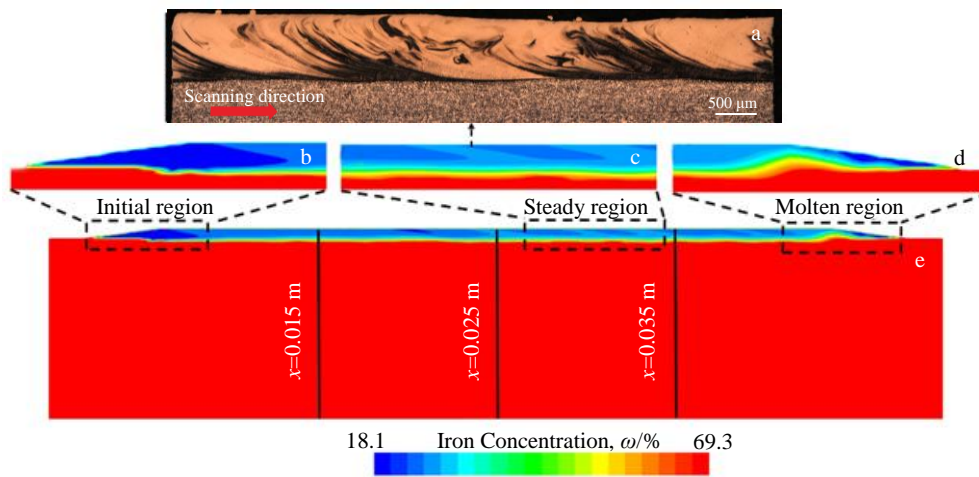 a
Scanning direction
500 μm
b
c
d
Initial region
Steady region
Molten region
e
x=0.015 m
x=0.025 m
x=0.035 m
18.1 Iron Concentration, ω/% 69.3